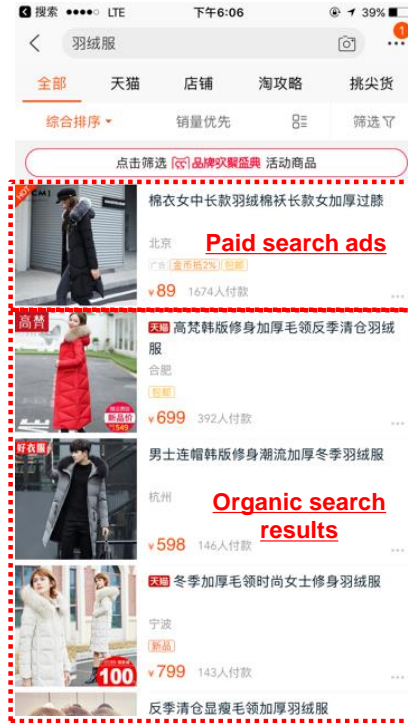 搜索 LTE 下午6:06 39%
羽绒服
1
全部 天猫 店铺 淘攻略 挑尖货
综合排序 销量优先 筛选
点击筛选 品牌欢聚盛典 活动商品
HOT
CMI
棉衣女中长款羽绒棉袄长款女加厚过膝
北京
Paid search ads
广告 金币抵2% 包邮
¥89 1674人付款
高梵
天猫 高梵韩版修身加厚毛领反季清仓羽绒
服
合肥
包邮
新品价
549
¥699 392人付款
好衣服
男士连帽韩版修身潮流加厚冬季羽绒服
杭州
Organic search
results
¥598 146人付款
天猫 冬季加厚毛领时尚女士修身羽绒服
宁波
新品
100
¥799 143人付款
反季清仓显瘦毛领加厚羽绒服